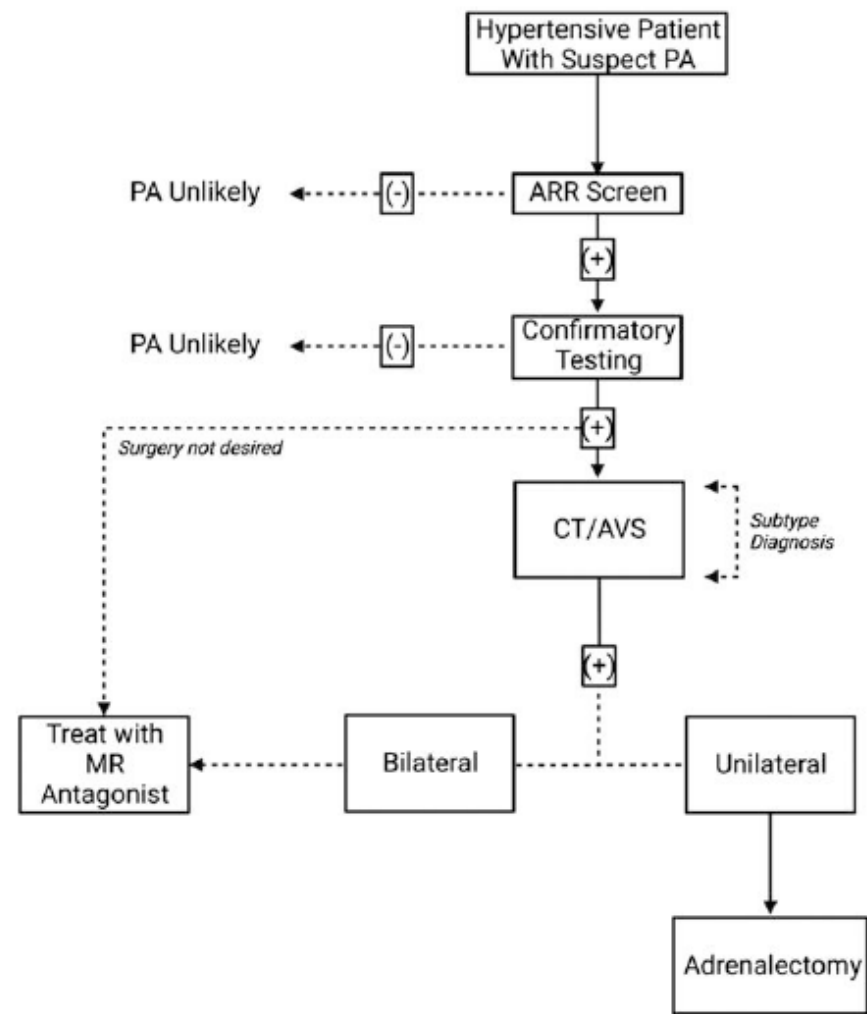 Hypertensive Patient
With Suspect PA
PA Unlikely
(-)
ARR Screen
(+)
PA Unlikely
(-)
Confirmatory
Testing
(+)
Surgery not desired
CT/AVS
Subtype
Diagnosis
(+)
Treat with
MR
Antagonist
Bilateral
Unilateral
Adrenalectomy